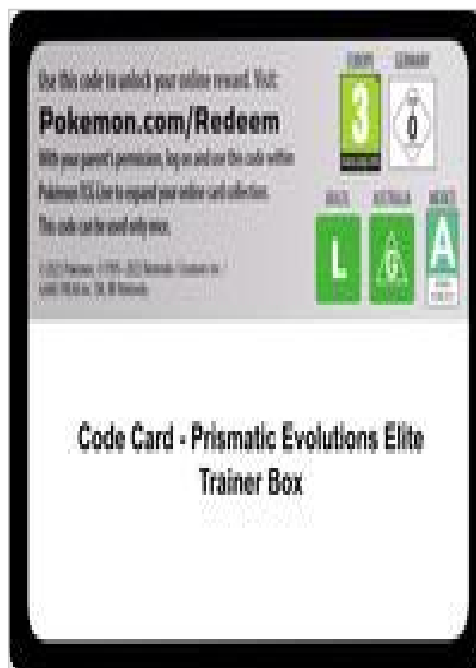 Use this code to unlock your online reward. Visit:
Pokemon.com/Redeem
With your parent's permission, log on and use this code within
Pokémon TCG Live to expand your online card collection.
This code can be used only once.
EUROPE GERMANY
3
0
BRAZIL AUSTRALIA MEXICO
L
G
A
Code Card - Prismatic Evolutions Elite
Trainer Box